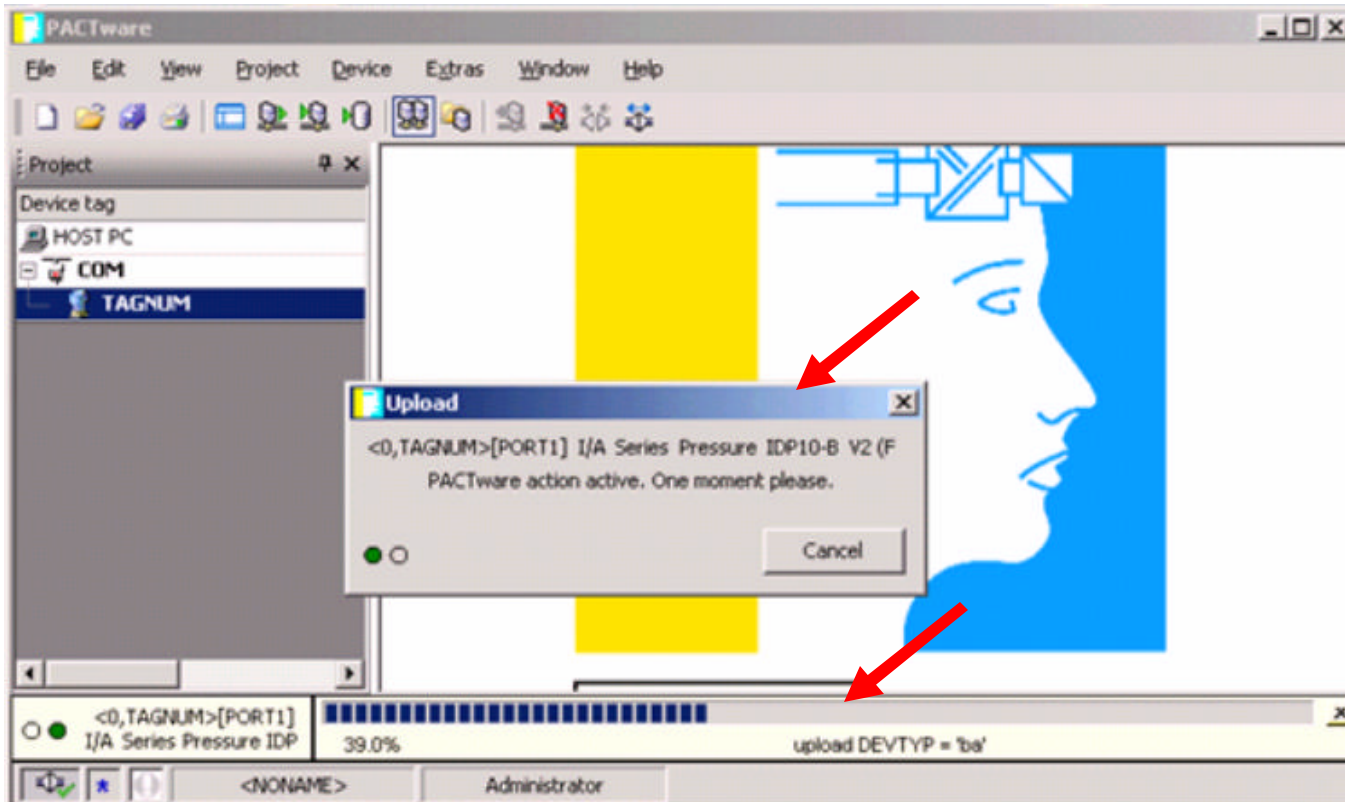 PACTware
File Edit View Project Device Extras Window Help
Project
Device tag
HOST PC
COM
TAGNUM
Upload
<0,TAGNUM>[PORT1] I/A Series Pressure IDP10-B V2 (F
PACTware action active. One moment please.
Cancel
<0,TAGNUM>[PORT1]
I/A Series Pressure IDP
39.0%
upload DEVTYP = 'ba'
<NONAME>
Administrator